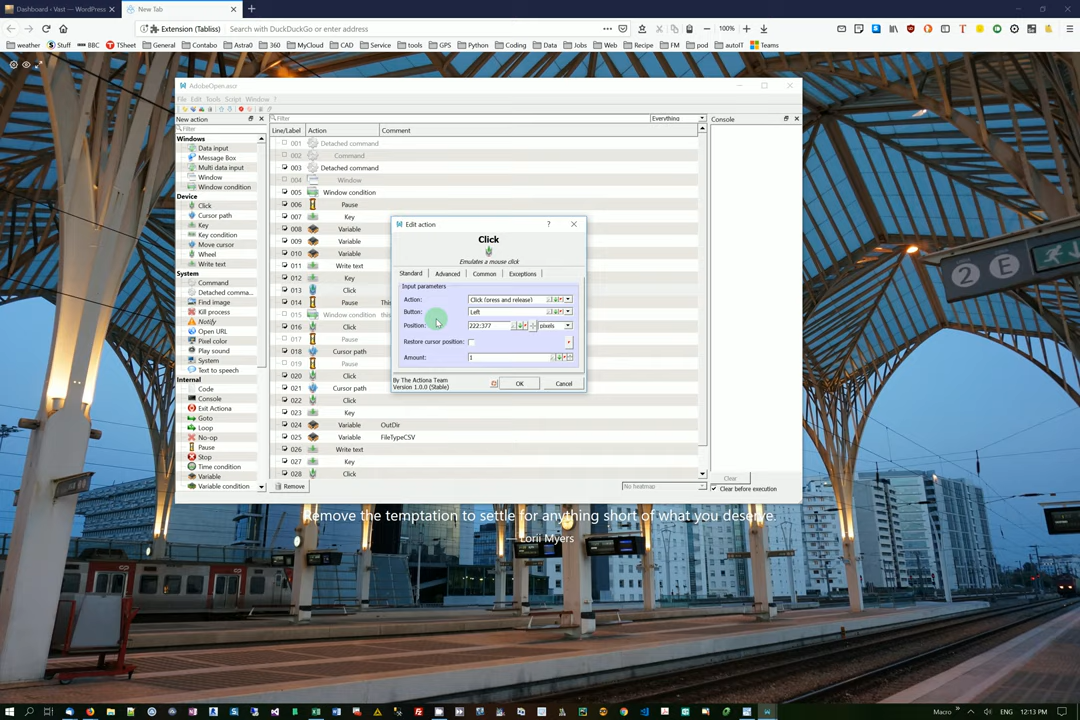 Dashboard ‹ Vast — WordPress
New Tab
Extension (Tabliss)
Search with DuckDuckGo or enter address
100%
weather
Stuff
BBC
TSheet
General
Contabo
Astra0
360
MyCloud
CAD
Service
tools
GPS
Python
Coding
Data
Jobs
Web
Recipe
FM
pod
autoIT
Teams
AdobeOpen.ascr
File Edit Tools Script Window ?
New action
Filter
Windows
Data input
Message Box
Multi data input
Window
Window condition
Device
Click
Cursor path
Key
Key condition
Move cursor
Wheel
Write text
System
Command
Detached comma...
Find image
Kill process
Notify
Open URL
Pixel color
Play sound
System
Text to speech
Internal
Code
Console
Exit Actiona
Goto
Loop
No-op
Pause
Stop
Time condition
Variable
Variable condition
Filter
Everything
Line/Label Action Comment
001 Detached command
002 Command
003 Detached command
004 Window
005 Window condition
006 Pause
007 Key
008 Variable
009 Variable
010 Variable
011 Write text
012 Key
013 Click
014 Pause This
015 Window condition this
016 Click
017 Pause
018 Cursor path
019 Pause
020 Click
021 Cursor path
022 Click
023 Key
024 Variable OutDir
025 Variable FileTypeCSV
026 Write text
027 Key
028 Click
Remove
No heatmap
Console
Clear
Clear before execution
Edit action
?
Click
Emulates a mouse click
Standard Advanced Common Exceptions
Input parameters
Action: Click (press and release)
Button: Left
Position: 222:377 pixels
Restore cursor position:
Amount: 1
By The Actiona Team
Version 1.0.0 (Stable)
OK
Cancel
Remove the temptation to settle for anything short of what you deserve.
— Lorii Myers
2 E
Macro
ENG
12:13 PM